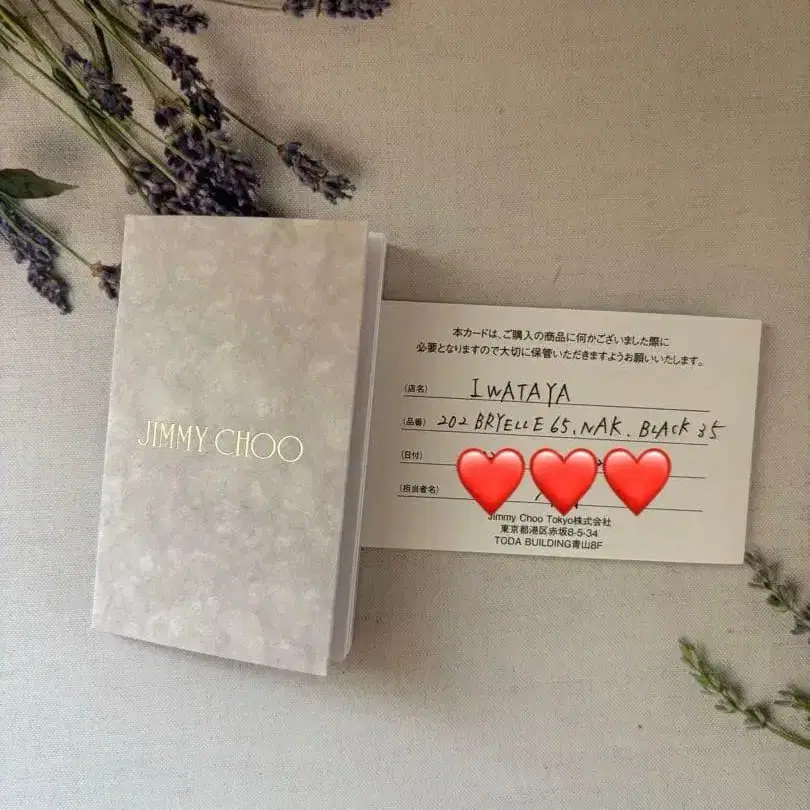 JIMMY CHOO
本カードは、ご購入の商品に何かございました際に
必要となりますので大切に保管いただきますようお願いいたします。
(店名) IWATAYA
(品番) 202 BRYELLE 65, NAK. BLACK 35
(日付)
(担当者名)
Jimmy Choo Tokyo株式会社
東京都港区赤坂8-5-34
TODA BUILDING青山8F